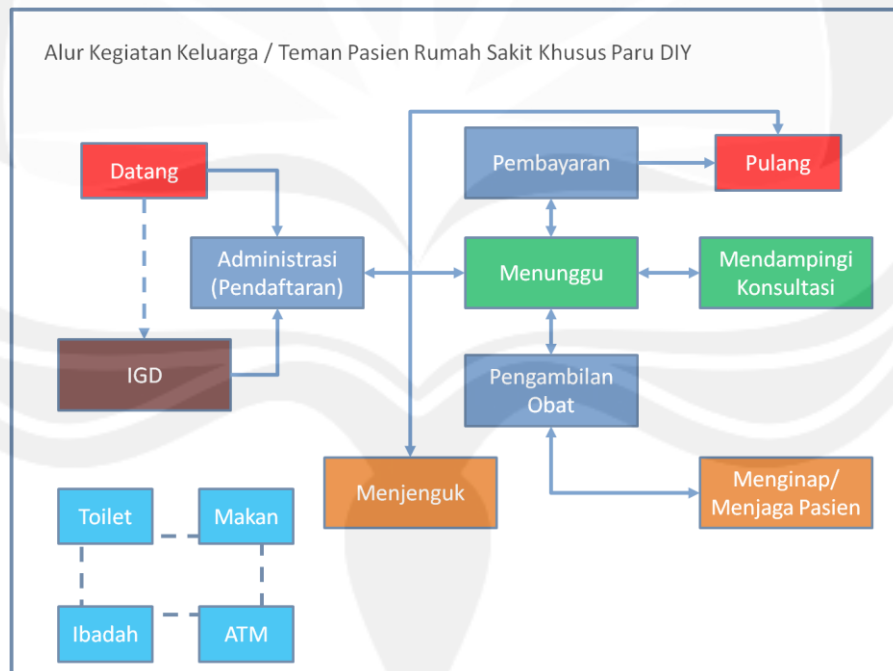 Alur Kegiatan Keluarga / Teman Pasien Rumah Sakit Khusus Paru DIY
Datang
Pembayaran
Pulang
Administrasi
(Pendaftaran)
Menunggu
Mendampingi
Konsultasi
IGD
Pengambilan
Obat
Menjenguk
Menginap/
Menjaga Pasien
Toilet
Makan
Ibadah
ATM